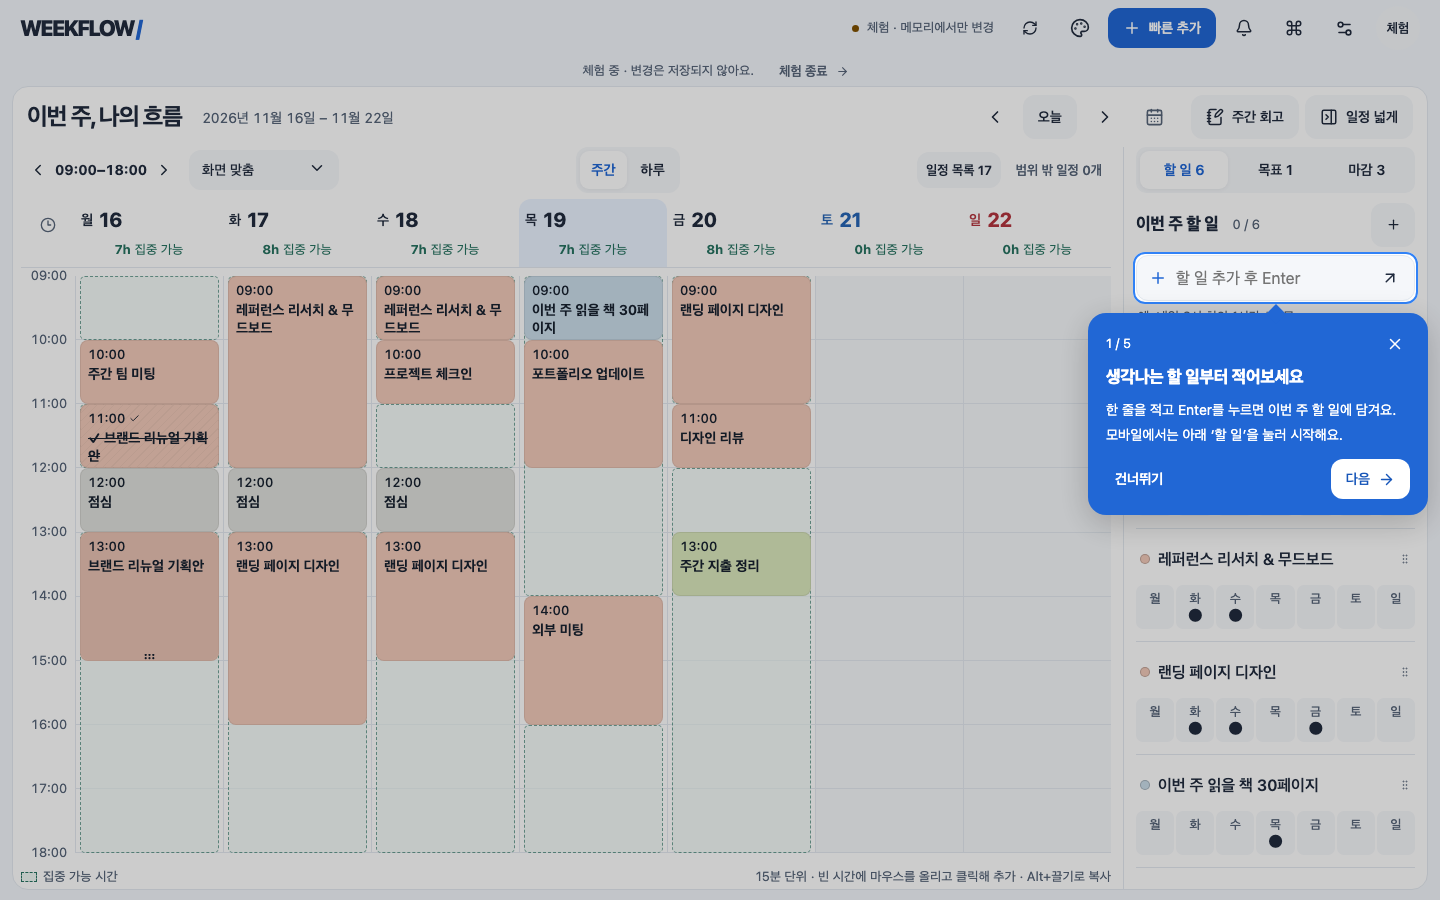 WEEKFLOW/
체험 · 메모리에서만 변경
빠른 추가
체험
체험 중 · 변경은 저장되지 않아요.
체험 종료 →
이번 주, 나의 흐름
2026년 11월 16일 – 11월 22일
오늘
주간 회고
일정 넓게
09:00–18:00
화면 맞춤
주간
하루
일정 목록 17
범위 밖 일정 0개
할 일 6
목표 1
마감 3
월 16
7h 집중 가능
화 17
8h 집중 가능
수 18
7h 집중 가능
목 19
7h 집중 가능
금 20
8h 집중 가능
토 21
0h 집중 가능
일 22
0h 집중 가능
09:00
10:00
11:00
12:00
13:00
14:00
15:00
16:00
17:00
18:00
10:00
주간 팀 미팅
11:00 ✓
✓ 브랜드 리뉴얼 기획
안
12:00
점심
13:00
브랜드 리뉴얼 기획안
09:00
레퍼런스 리서치 & 무
드보드
12:00
점심
13:00
랜딩 페이지 디자인
09:00
레퍼런스 리서치 & 무
드보드
10:00
프로젝트 체크인
12:00
점심
13:00
랜딩 페이지 디자인
09:00
이번 주 읽을 책 30페
이지
10:00
포트폴리오 업데이트
14:00
외부 미팅
09:00
랜딩 페이지 디자인
11:00
디자인 리뷰
13:00
주간 지출 정리
집중 가능 시간
15분 단위 · 빈 시간에 마우스를 올리고 클릭해 추가 · Alt+끌기로 복사
이번 주 할 일
0 / 6
할 일 추가 후 Enter
1 / 5
생각나는 할 일부터 적어보세요
한 줄을 적고 Enter를 누르면 이번 주 할 일에 담겨요.
모바일에서는 아래 ‘할 일’을 눌러 시작해요.
건너뛰기
다음 →
레퍼런스 리서치 & 무드보드
월 화 수 목 금 토 일
랜딩 페이지 디자인
월 화 수 목 금 토 일
이번 주 읽을 책 30페이지
월 화 수 목 금 토 일